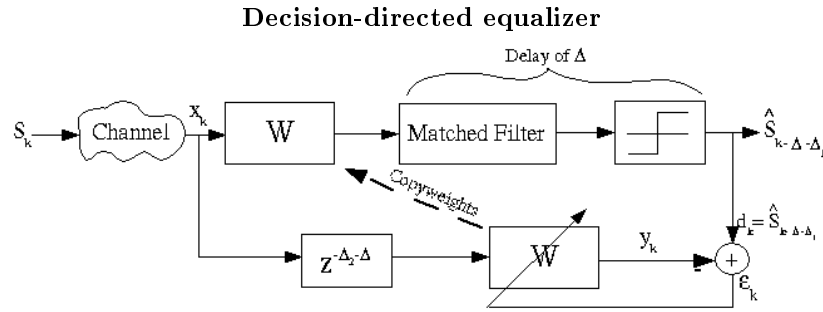 Decision-directed equalizer
Delay of Δ
S_k
Channel
x_k
W
Matched Filter
Ŝ_{k-Δ-Δ_1}
Copyweights
d_k = Ŝ_{k-Δ-Δ_1}
z^{-Δ_2-Δ}
W
y_k
-
+
ε_k